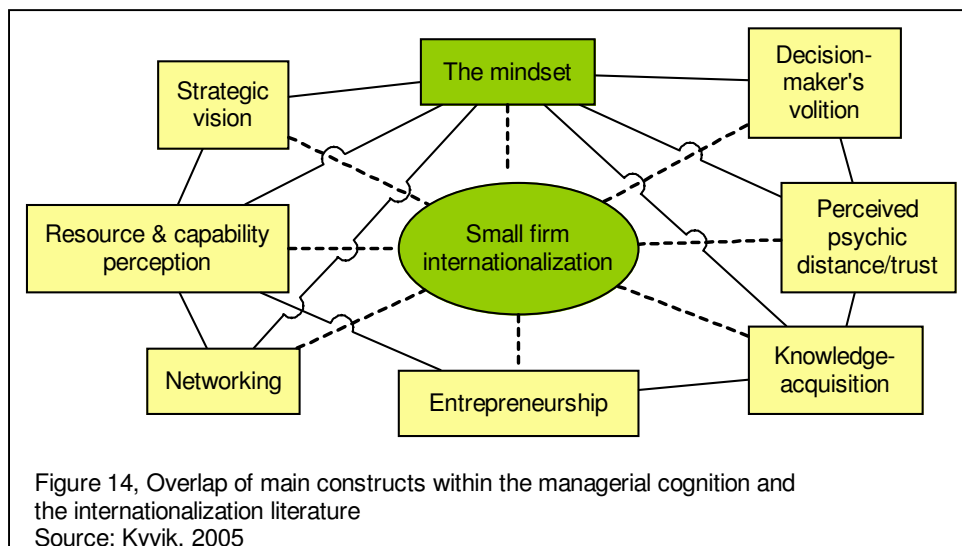 The mindset
Decision-
maker's
volition
Strategic
vision
Resource & capability
perception
Small firm
internationalization
Perceived
psychic
distance/trust
Networking
Entrepreneurship
Knowledge-
acquisition
Figure 14, Overlap of main constructs within the managerial cognition and
the internationalization literature
Source: Kyvik, 2005